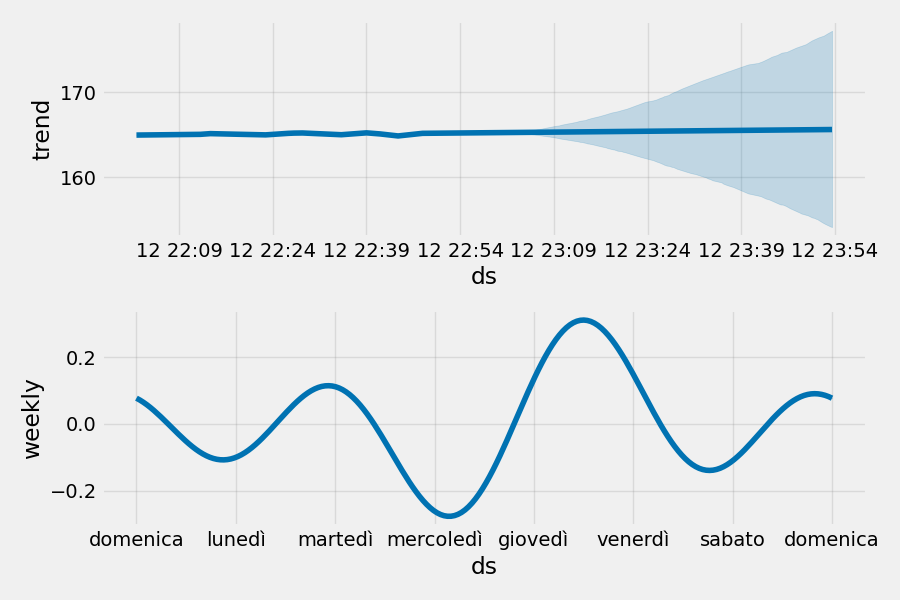 trend
170
160
12 22:09 12 22:24 12 22:39 12 22:54 12 23:09 12 23:24 12 23:39 12 23:54
ds
weekly
0.2
0.0
−0.2
domenica lunedì martedì mercoledì giovedì venerdì sabato domenica
ds